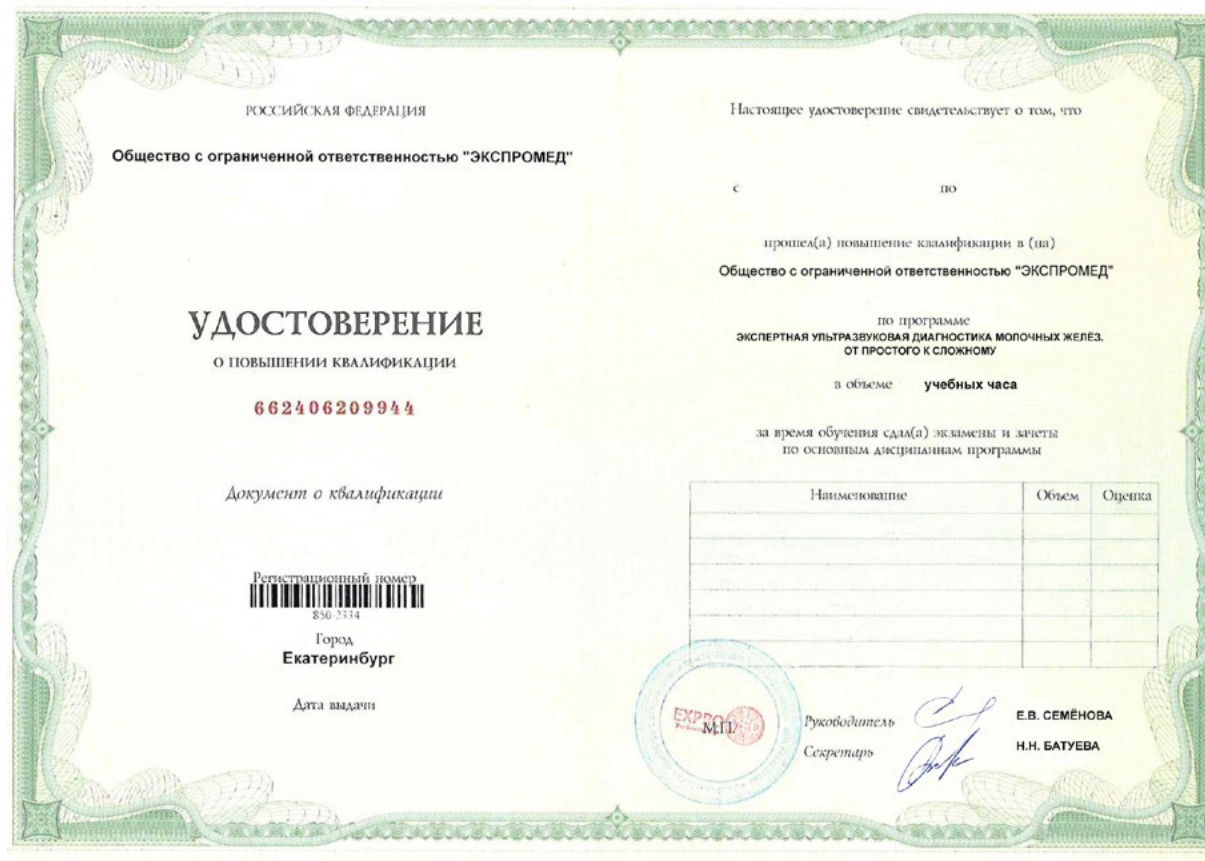 РОССИЙСКАЯ ФЕДЕРАЦИЯ
Общество с ограниченной ответственностью "ЭКСПРОМЕД"
УДОСТОВЕРЕНИЕ
О ПОВЫШЕНИИ КВАЛИФИКАЦИИ
662406209944
Документ о квалификации
Регистрационный номер
850-2334
Город
Екатеринбург
Дата выдачи
Настоящее удостоверение свидетельствует о том, что
с по
прошел(а) повышение квалификации в (на)
Общество с ограниченной ответственностью "ЭКСПРОМЕД"
по программе
ЭКСПЕРТНАЯ УЛЬТРАЗВУКОВАЯ ДИАГНОСТИКА МОЛОЧНЫХ ЖЕЛЁЗ.
ОТ ПРОСТОГО К СЛОЖНОМУ
в объеме учебных часа
за время обучения сдал(а) экзамены и зачеты
по основным дисциплинам программы
Наименование Объем Оценка
М.П.
Руководитель Е.В. СЕМЁНОВА
Секретарь Н.Н. БАТУЕВА